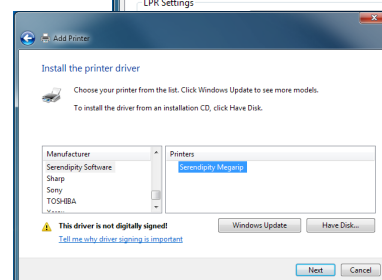 LPR Settings
Add Printer
Install the printer driver
Choose your printer from the list. Click Windows Update to see more models.
To install the driver from an installation CD, click Have Disk.
Manufacturer
Serendipity Software
Sharp
Sony
TOSHIBA
Printers
Serendipity Megarip
This driver is not digitally signed!
Tell me why driver signing is important
Windows Update
Have Disk...
Next
Cancel